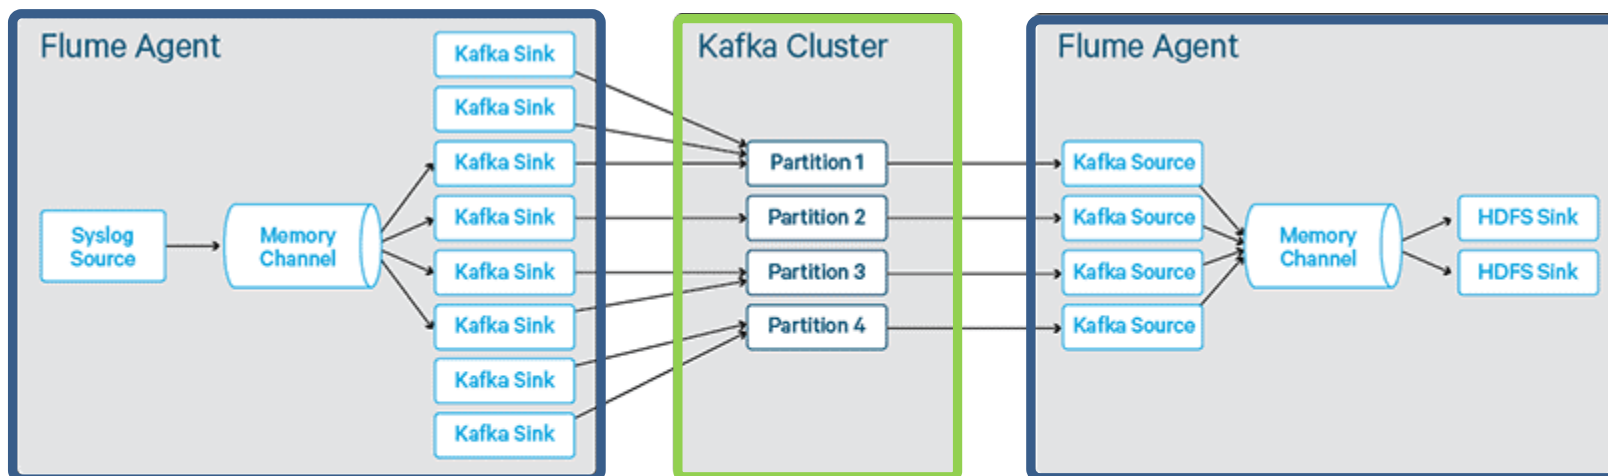 Flume Agent
Syslog
Source
Memory
Channel
Kafka Sink
Kafka Sink
Kafka Sink
Kafka Sink
Kafka Sink
Kafka Sink
Kafka Sink
Kafka Sink
Kafka Cluster
Partition 1
Partition 2
Partition 3
Partition 4
Flume Agent
Kafka Source
Kafka Source
Kafka Source
Kafka Source
Memory
Channel
HDFS Sink
HDFS Sink